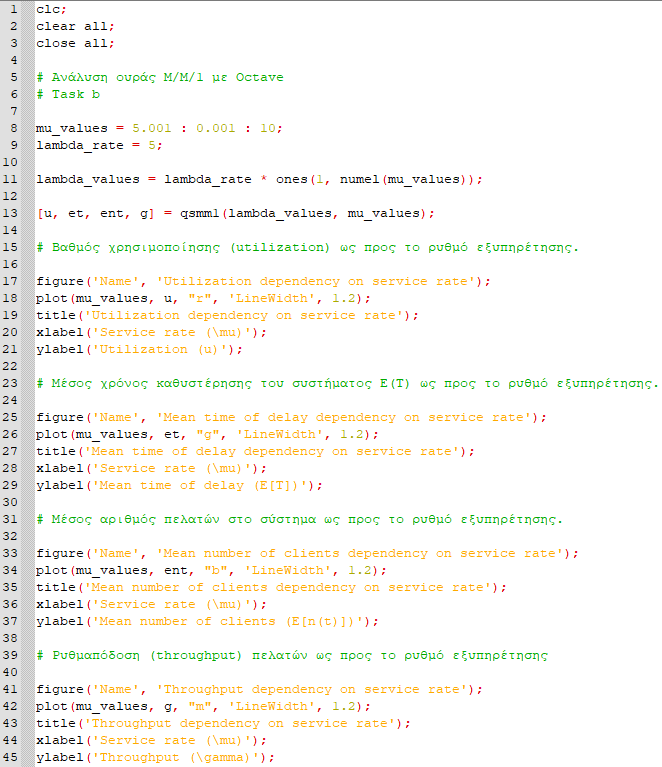 1 clc;
2 clear all;
3 close all;
4
5 # Ανάλυση ουράς M/M/1 με Octave
6 # Task b
7
8 mu_values = 5.001 : 0.001 : 10;
9 lambda_rate = 5;
10
11 lambda_values = lambda_rate * ones(1, numel(mu_values));
12
13 [u, et, ent, g] = qsmm1(lambda_values, mu_values);
14
15 # Βαθμός χρησιμοποίησης (utilization) ως προς το ρυθμό εξυπηρέτησης.
16
17 figure('Name', 'Utilization dependency on service rate');
18 plot(mu_values, u, "r", 'LineWidth', 1.2);
19 title('Utilization dependency on service rate');
20 xlabel('Service rate (\mu)');
21 ylabel('Utilization (u)');
22
23 # Μέσος χρόνος καθυστέρησης του συστήματος E(T) ως προς το ρυθμό εξυπηρέτησης.
24
25 figure('Name', 'Mean time of delay dependency on service rate');
26 plot(mu_values, et, "g", 'LineWidth', 1.2);
27 title('Mean time of delay dependency on service rate');
28 xlabel('Service rate (\mu)');
29 ylabel('Mean time of delay (E[T])');
30
31 # Μέσος αριθμός πελατών στο σύστημα ως προς το ρυθμό εξυπηρέτησης.
32
33 figure('Name', 'Mean number of clients dependency on service rate');
34 plot(mu_values, ent, "b", 'LineWidth', 1.2);
35 title('Mean number of clients dependency on service rate');
36 xlabel('Service rate (\mu)');
37 ylabel('Mean number of clients (E[n(t)])');
38
39 # Ρυθμαπόδοση (throughput) πελατών ως προς το ρυθμό εξυπηρέτησης
40
41 figure('Name', 'Throughput dependency on service rate');
42 plot(mu_values, g, "m", 'LineWidth', 1.2);
43 title('Throughput dependency on service rate');
44 xlabel('Service rate (\mu)');
45 ylabel('Throughput (\gamma)');